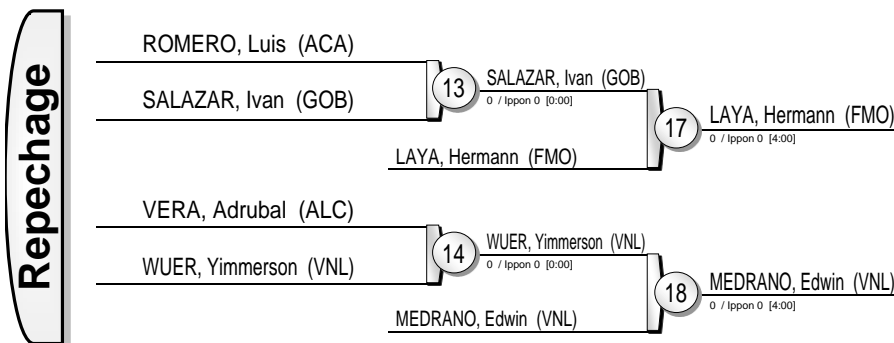 Repechage
ROMERO, Luis (ACA)
SALAZAR, Ivan (GOB)
13
SALAZAR, Ivan (GOB)
0 / Ippon 0 [0:00]
LAYA, Hermann (FMO)
17
LAYA, Hermann (FMO)
0 / Ippon 0 [4:00]
VERA, Adrubal (ALC)
WUER, Yimmerson (VNL)
14
WUER, Yimmerson (VNL)
0 / Ippon 0 [0:00]
MEDRANO, Edwin (VNL)
18
MEDRANO, Edwin (VNL)
0 / Ippon 0 [4:00]